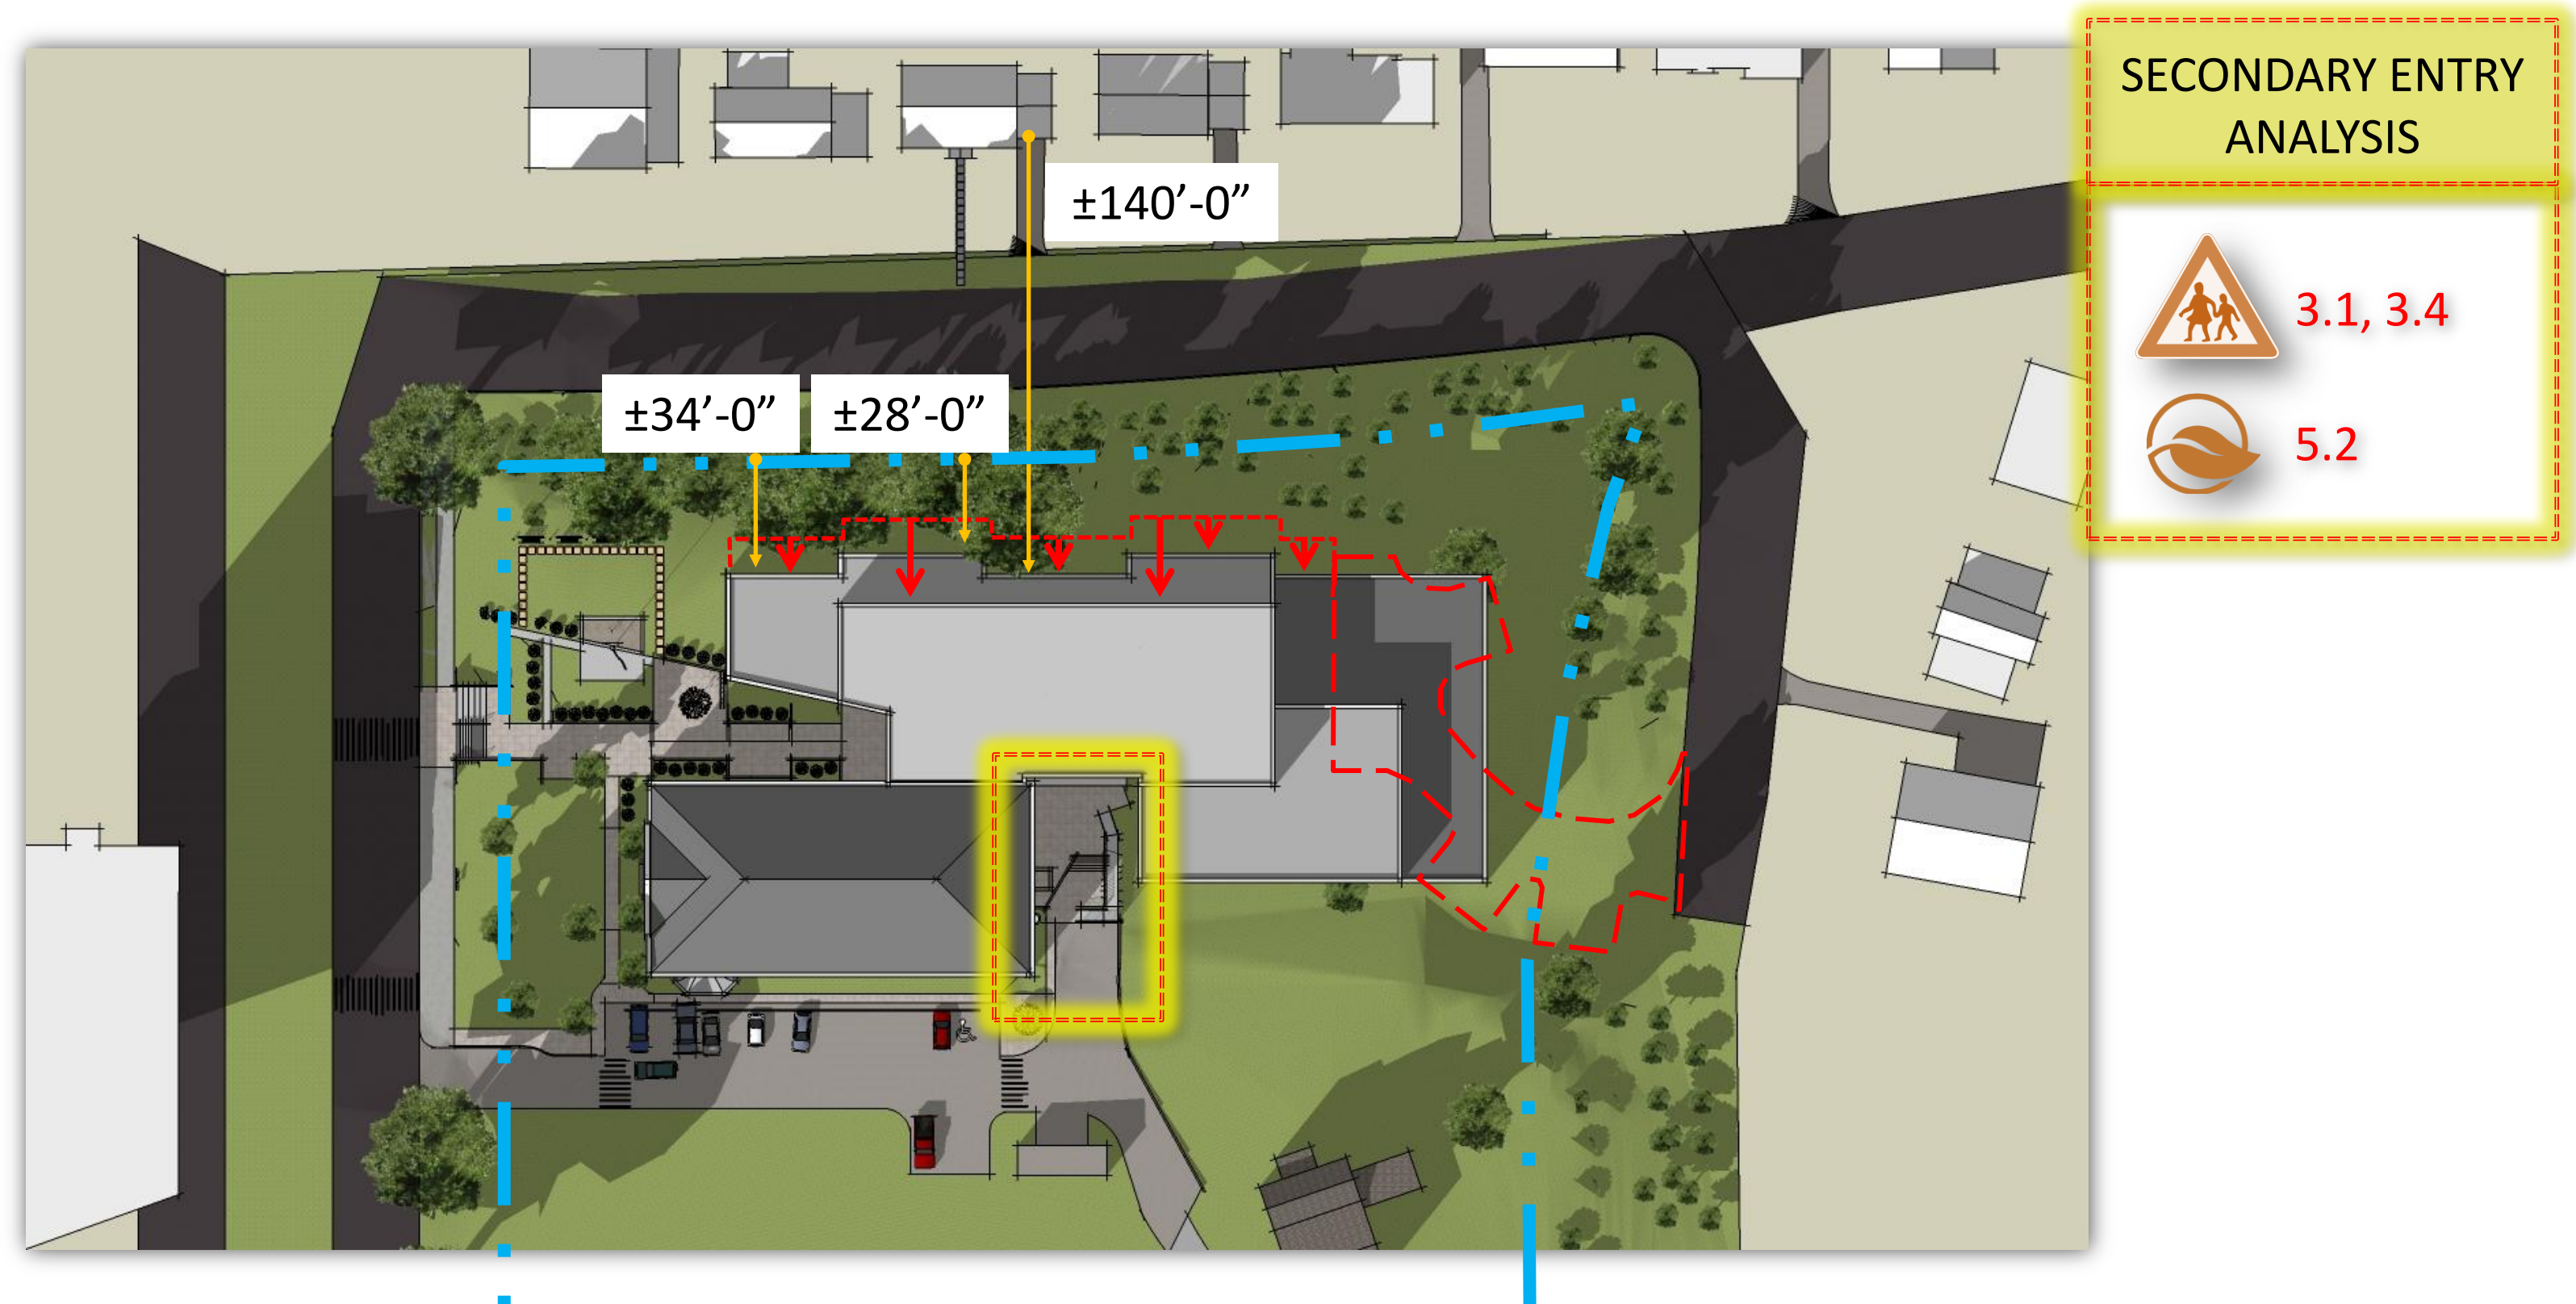 SECONDARY ENTRY
ANALYSIS
±140’-0”
3.1, 3.4
±34’-0”
±28’-0”
5.2